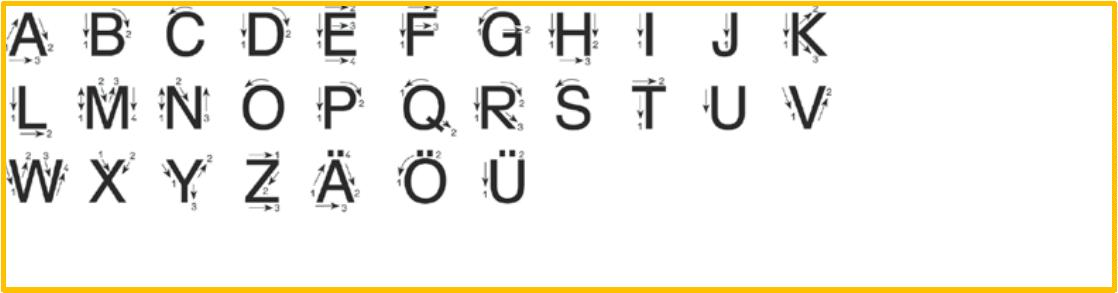 A B C D E F G H I J K
L M N O P Q R S T U V
W X Y Z Ä Ö Ü